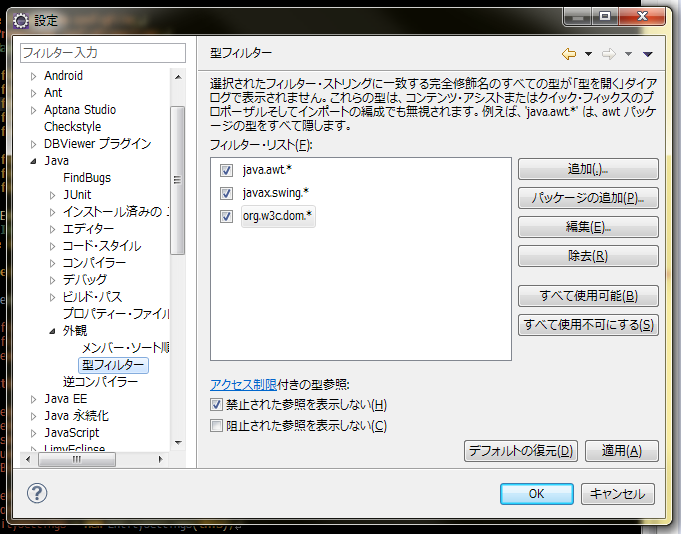 設定
フィルター入力
Android
Ant
Aptana Studio
Checkstyle
DBViewer プラグイン
Java
FindBugs
JUnit
インストール済みの
エディター
コード・スタイル
コンパイラー
デバッグ
ビルド・パス
プロパティー・ファイル
外観
メンバー・ソート順
型フィルター
逆コンパイラー
Java EE
Java 永続化
JavaScript
LimyEclipse
型フィルター
選択されたフィルター・ストリングに一致する完全修飾名のすべての型が「型を開く」ダイア
ログで表示されません。これらの型は、コンテンツ・アシストまたはクイック・フィックスのプ
ロポーザルそしてインポートの編成でも無視されます。例えば、'java.awt.*' は、awt パッ
ケージの型をすべて隠します。
フィルター・リスト(F):
java.awt.*
javax.swing.*
org.w3c.dom.*
追加(.)...
パッケージの追加(P)...
編集(E)...
除去(R)
すべて使用可能(B)
すべて使用不可にする(S)
アクセス制限付きの型参照:
禁止された参照を表示しない(H)
阻止された参照を表示しない(C)
デフォルトの復元(D)
適用(A)
OK
キャンセル